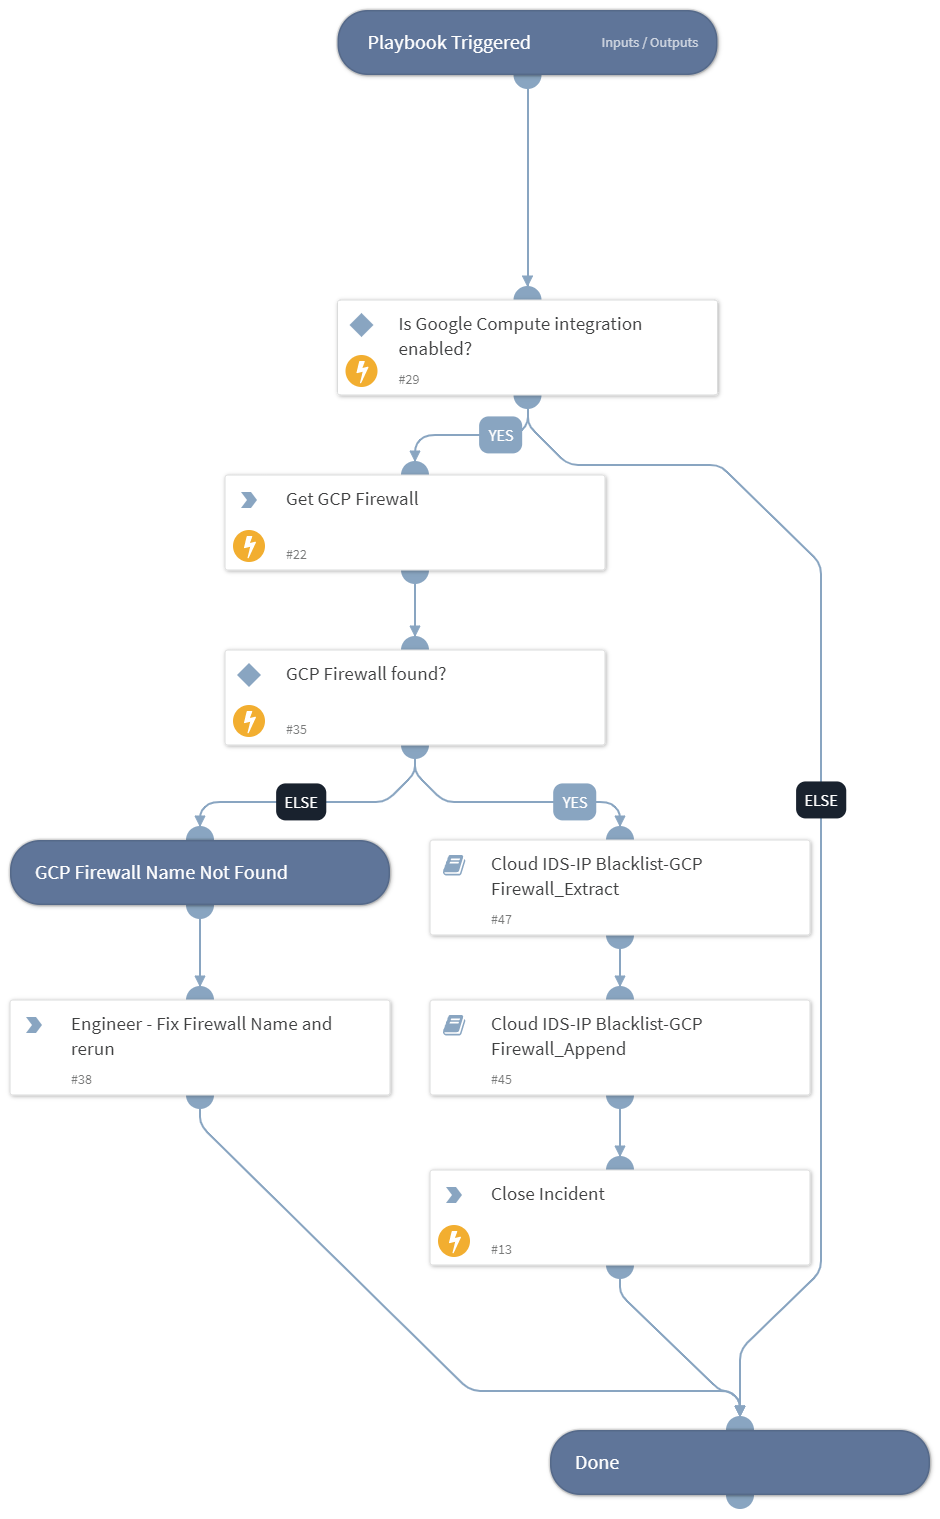 Playbook Triggered
Inputs / Outputs
Is Google Compute integration
enabled?
#29
YES
Get GCP Firewall
#22
GCP Firewall found?
#35
ELSE
YES
ELSE
GCP Firewall Name Not Found
Cloud IDS-IP Blacklist-GCP
Firewall_Extract
#47
Engineer - Fix Firewall Name and
rerun
#38
Cloud IDS-IP Blacklist-GCP
Firewall_Append
#45
Close Incident
#13
Done